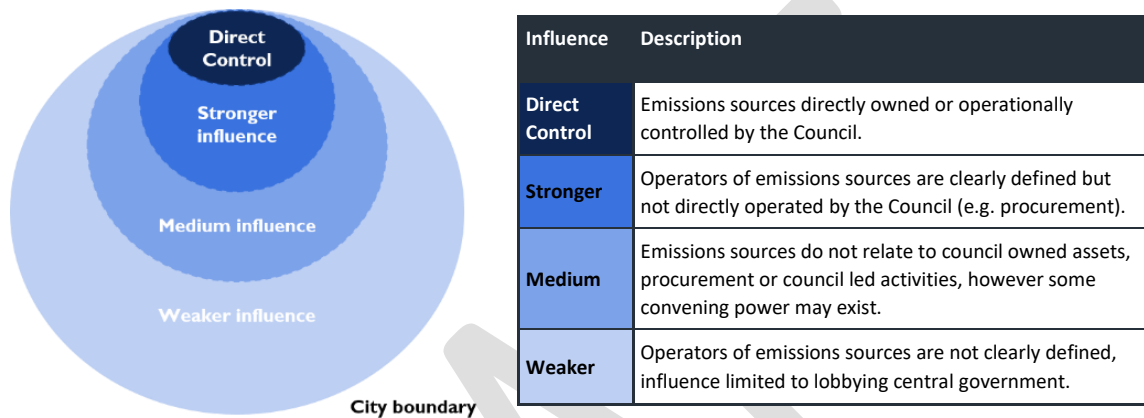 Direct
Control
Stronger
influence
Medium influence
Weaker influence
City boundary
Influence Description
Direct
Control
Emissions sources directly owned or operationally
controlled by the Council.
Stronger
Operators of emissions sources are clearly defined but
not directly operated by the Council (e.g. procurement).
Medium
Emissions sources do not relate to council owned assets,
procurement or council led activities, however some
convening power may exist.
Weaker
Operators of emissions sources are not clearly defined,
influence limited to lobbying central government.